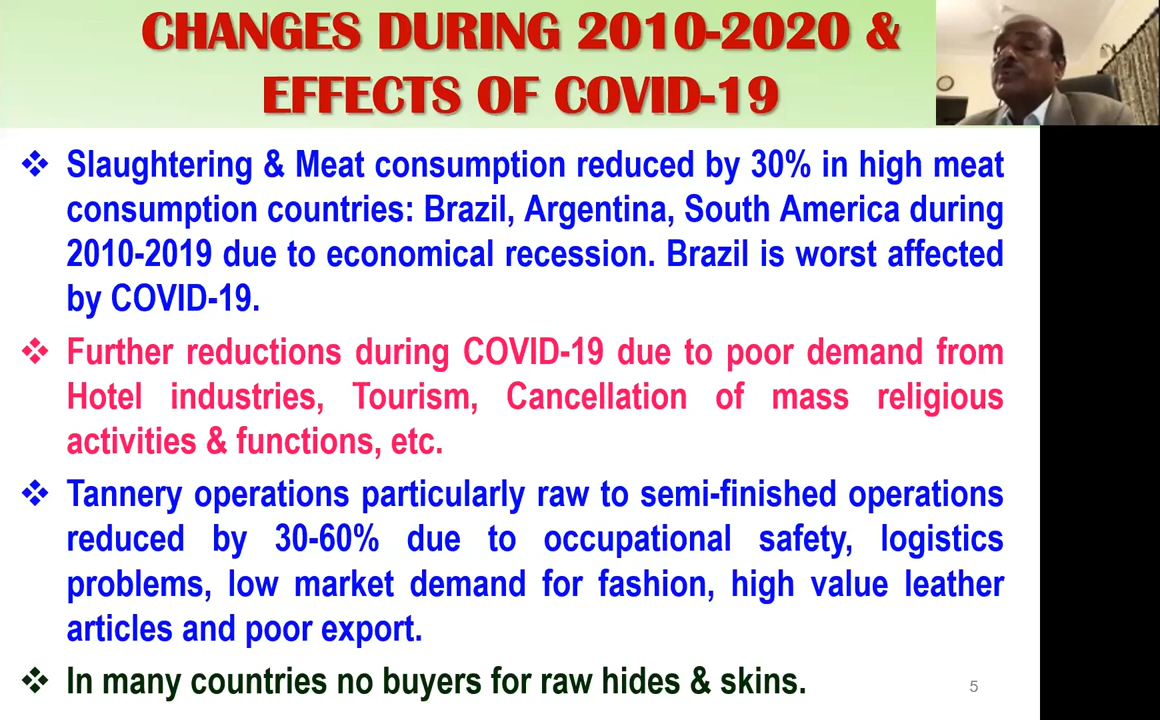 CHANGES DURING 2010-2020 &
EFFECTS OF COVID-19
❖ Slaughtering & Meat consumption reduced by 30% in high meat
consumption countries: Brazil, Argentina, South America during
2010-2019 due to economical recession. Brazil is worst affected
by COVID-19.
❖ Further reductions during COVID-19 due to poor demand from
Hotel industries, Tourism, Cancellation of mass religious
activities & functions, etc.
❖ Tannery operations particularly raw to semi-finished operations
reduced by 30-60% due to occupational safety, logistics
problems, low market demand for fashion, high value leather
articles and poor export.
❖ In many countries no buyers for raw hides & skins.
5